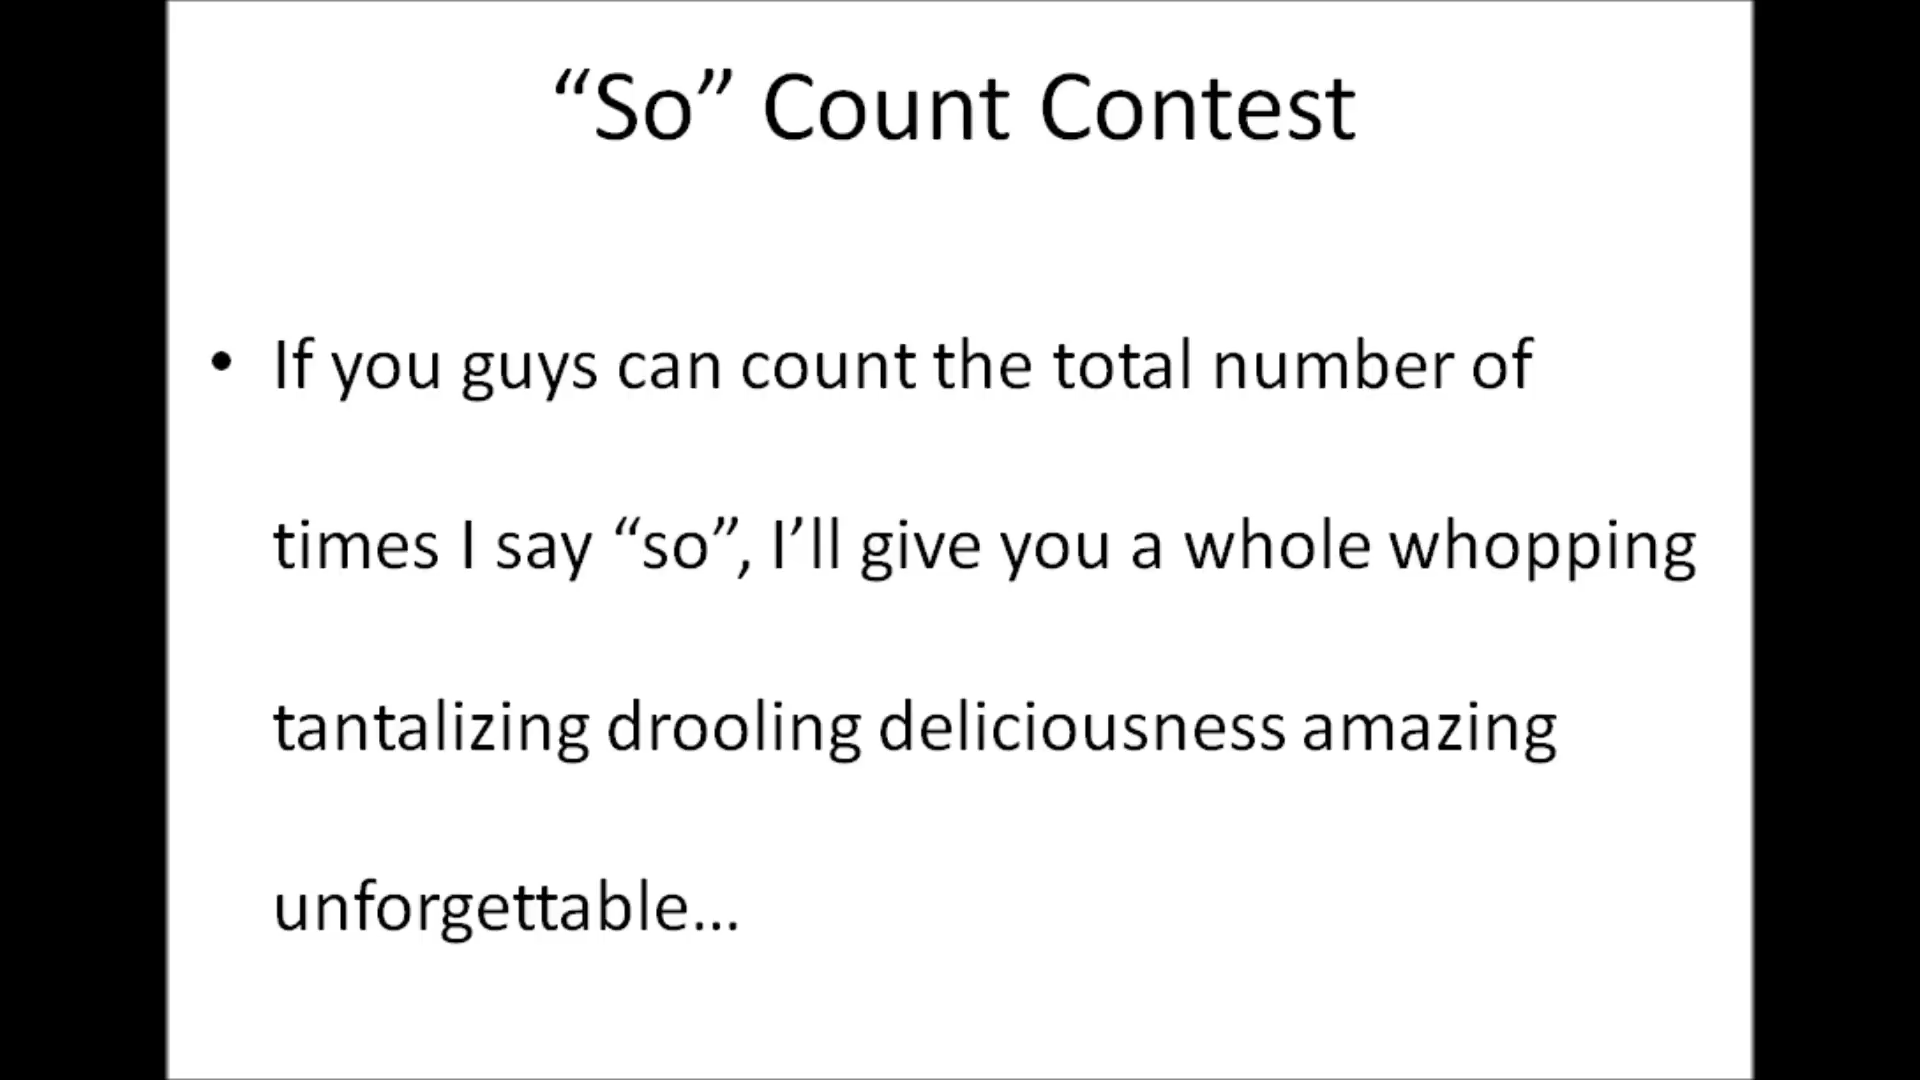 “So” Count Contest
• If you guys can count the total number of
times I say “so”, I’ll give you a whole whopping
tantalizing drooling deliciousness amazing
unforgettable...